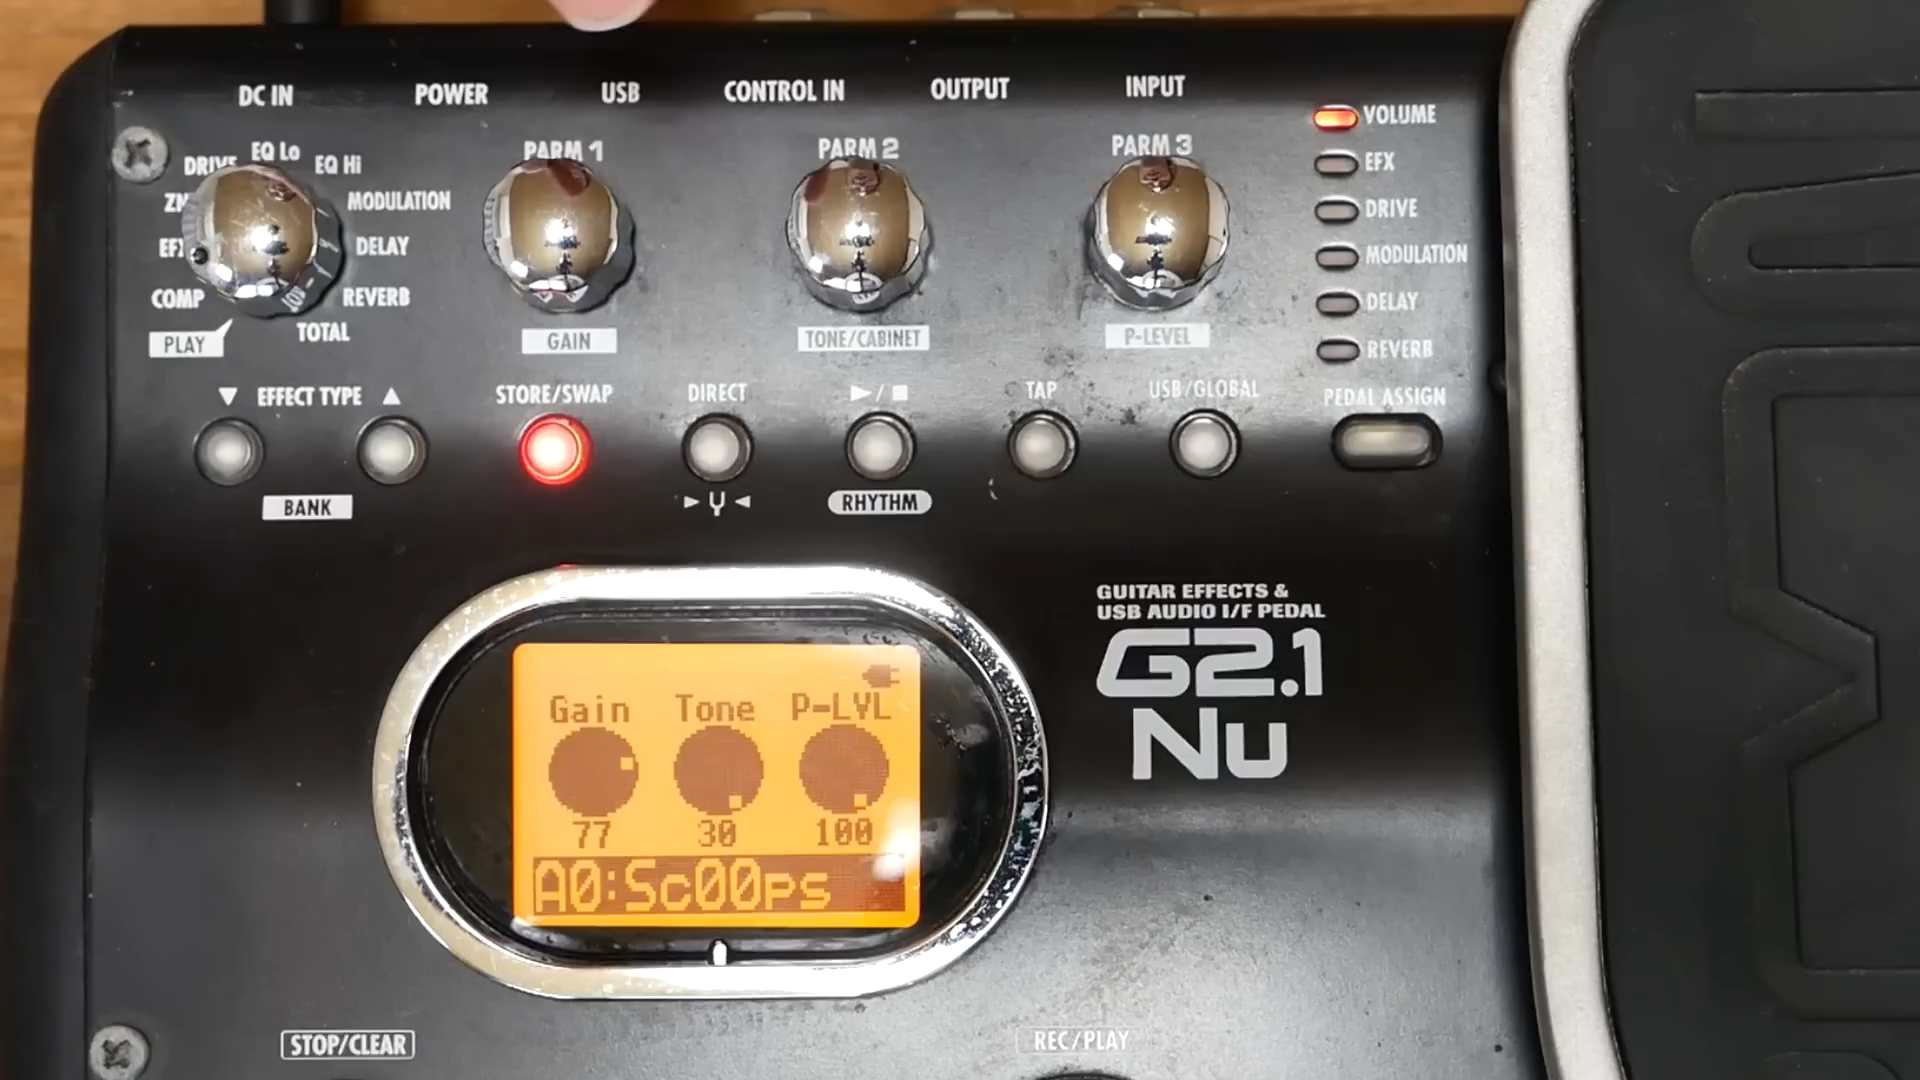 DC IN POWER USB CONTROL IN OUTPUT INPUT
VOLUME
EFX
DRIVE
MODULATION
DELAY
REVERB
DRIVE EQ Lo EQ Hi
MODULATION
EFX DELAY
COMP REVERB
PLAY TOTAL
PARM 1 PARM 2 PARM 3
GAIN TONE/CABINET P-LEVEL
▼ EFFECT TYPE ▲ STORE/SWAP DIRECT ►/■ TAP USB/GLOBAL PEDAL ASSIGN
BANK RHYTHM
GUITAR EFFECTS &
USB AUDIO I/F PEDAL
G2.1
Nu
Gain Tone P-LVL
77 30 100
A0:Sc00ps
STOP/CLEAR REC/PLAY